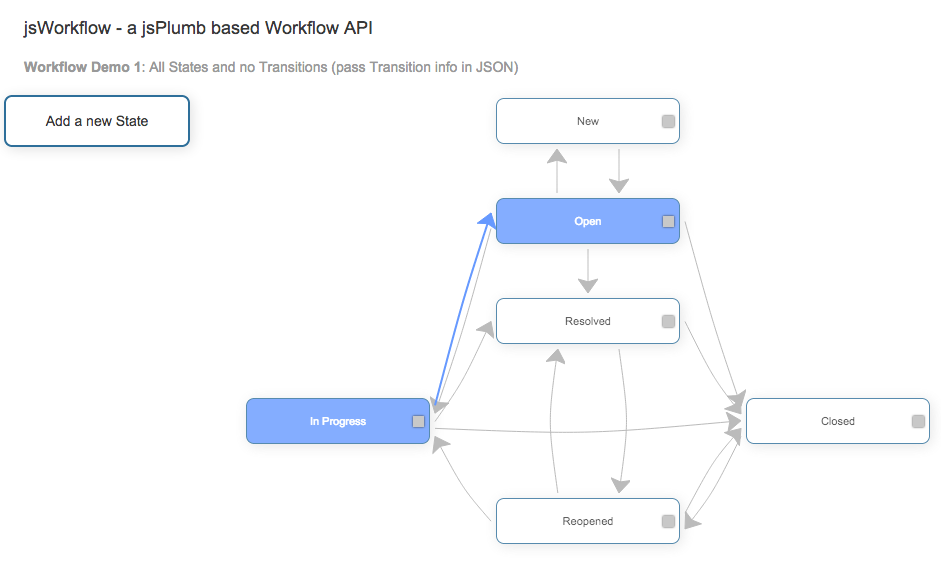 jsWorkflow - a jsPlumb based Workflow API
Workflow Demo 1: All States and no Transitions (pass Transition info in JSON)
Add a new State
New
Open
Resolved
In Progress
Closed
Reopened